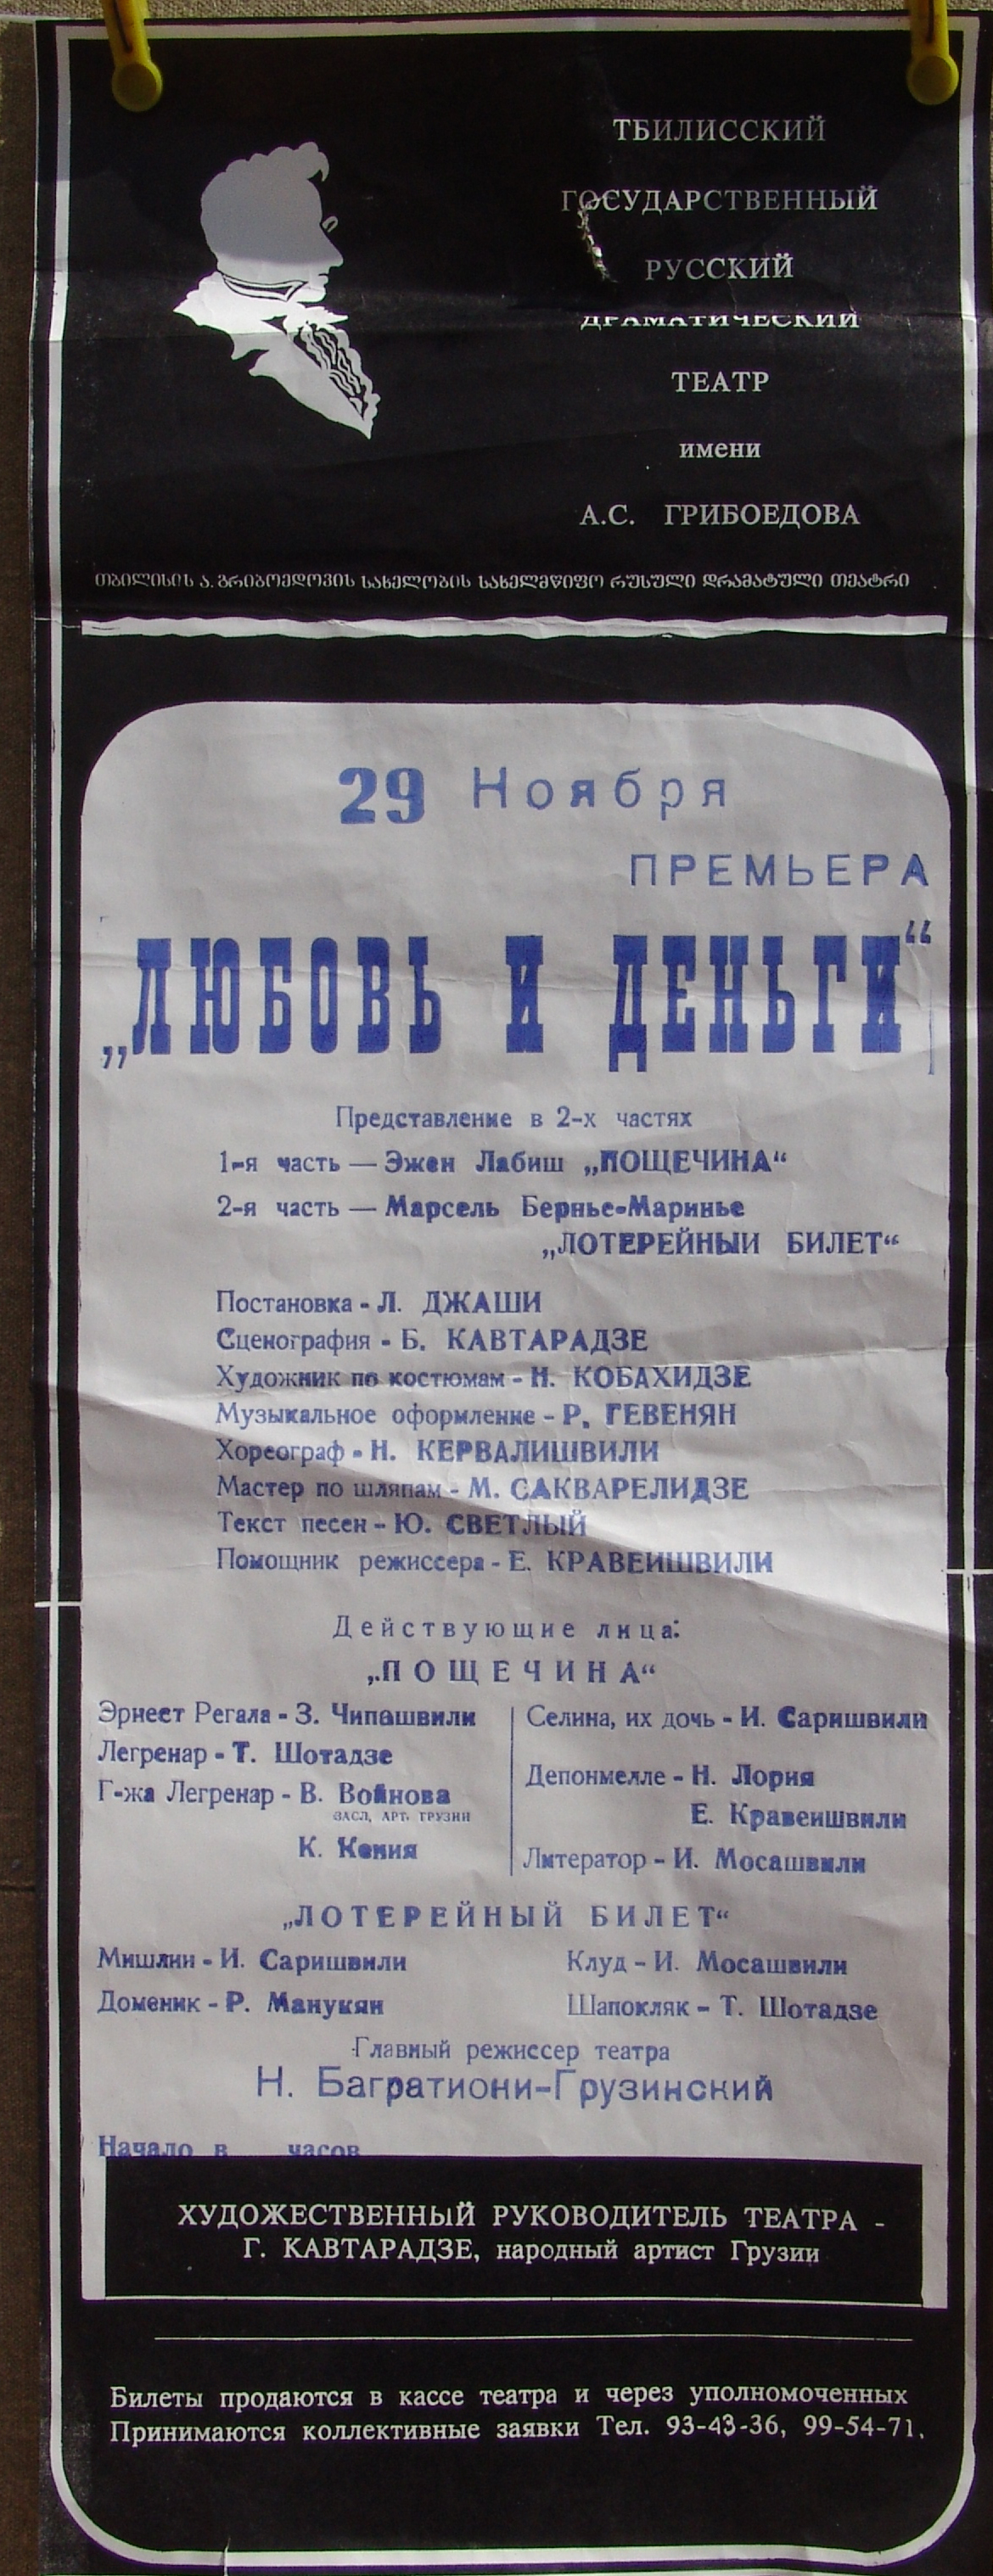 ТБИЛИССКИЙ
ГОСУДАРСТВЕННЫЙ
РУССКИЙ
ДРАМАТИЧЕСКИЙ
ТЕАТР
имени
А.С. ГРИБОЕДОВА
თბილისის ა. გრიბოედოვის სახელობის სახელმწიფო რუსული დრამატული თეატრი
29 Ноября
ПРЕМЬЕРА
„ЛЮБОВЬ И ДЕНЬГИ“
Представление в 2-х частях
1-я часть — Эжен Лабиш „ПОЩЕЧИНА“
2-я часть — Марсель Бернье-Маринье
„ЛОТЕРЕЙНЫЙ БИЛЕТ“
Постановка - Л. ДЖАШИ
Сценография - Б. КАВТАРАДЗЕ
Художник по костюмам - Н. КОБАХИДЗЕ
Музыкальное оформление - Р. ГЕВЕНЯН
Хореограф - Н. КЕРВАЛИШВИЛИ
Мастер по шляпам - М. САКВАРЕЛИДЗЕ
Текст песен - Ю. СВЕТЛЫЙ
Помощник режиссера - Е. КРАВЕИШВИЛИ
Действующие лица:
„ПОЩЕЧИНА“
Эрнест Регала - З. Чипашвили
Легренар - Т. Шотадзе
Г-жа Легренар - В. Войнова
ЗАСЛ. АРТ. ГРУЗИИ
К. Кения
Селина, их дочь - И. Саришвили
Депонмелле - Н. Лория
Е. Кравеишвили
Литератор - И. Мосашвили
„ЛОТЕРЕЙНЫЙ БИЛЕТ“
Мишлин - И. Саришвили
Клуд - И. Мосашвили
Доменик - Р. Манукян
Шапокляк - Т. Шотадзе
Главный режиссер театра
Н. Багратиони-Грузинский
Начало в часов
ХУДОЖЕСТВЕННЫЙ РУКОВОДИТЕЛЬ ТЕАТРА -
Г. КАВТАРАДЗЕ, народный артист Грузии
Билеты продаются в кассе театра и через уполномоченных
Принимаются коллективные заявки Тел. 93-43-36, 99-54-71.